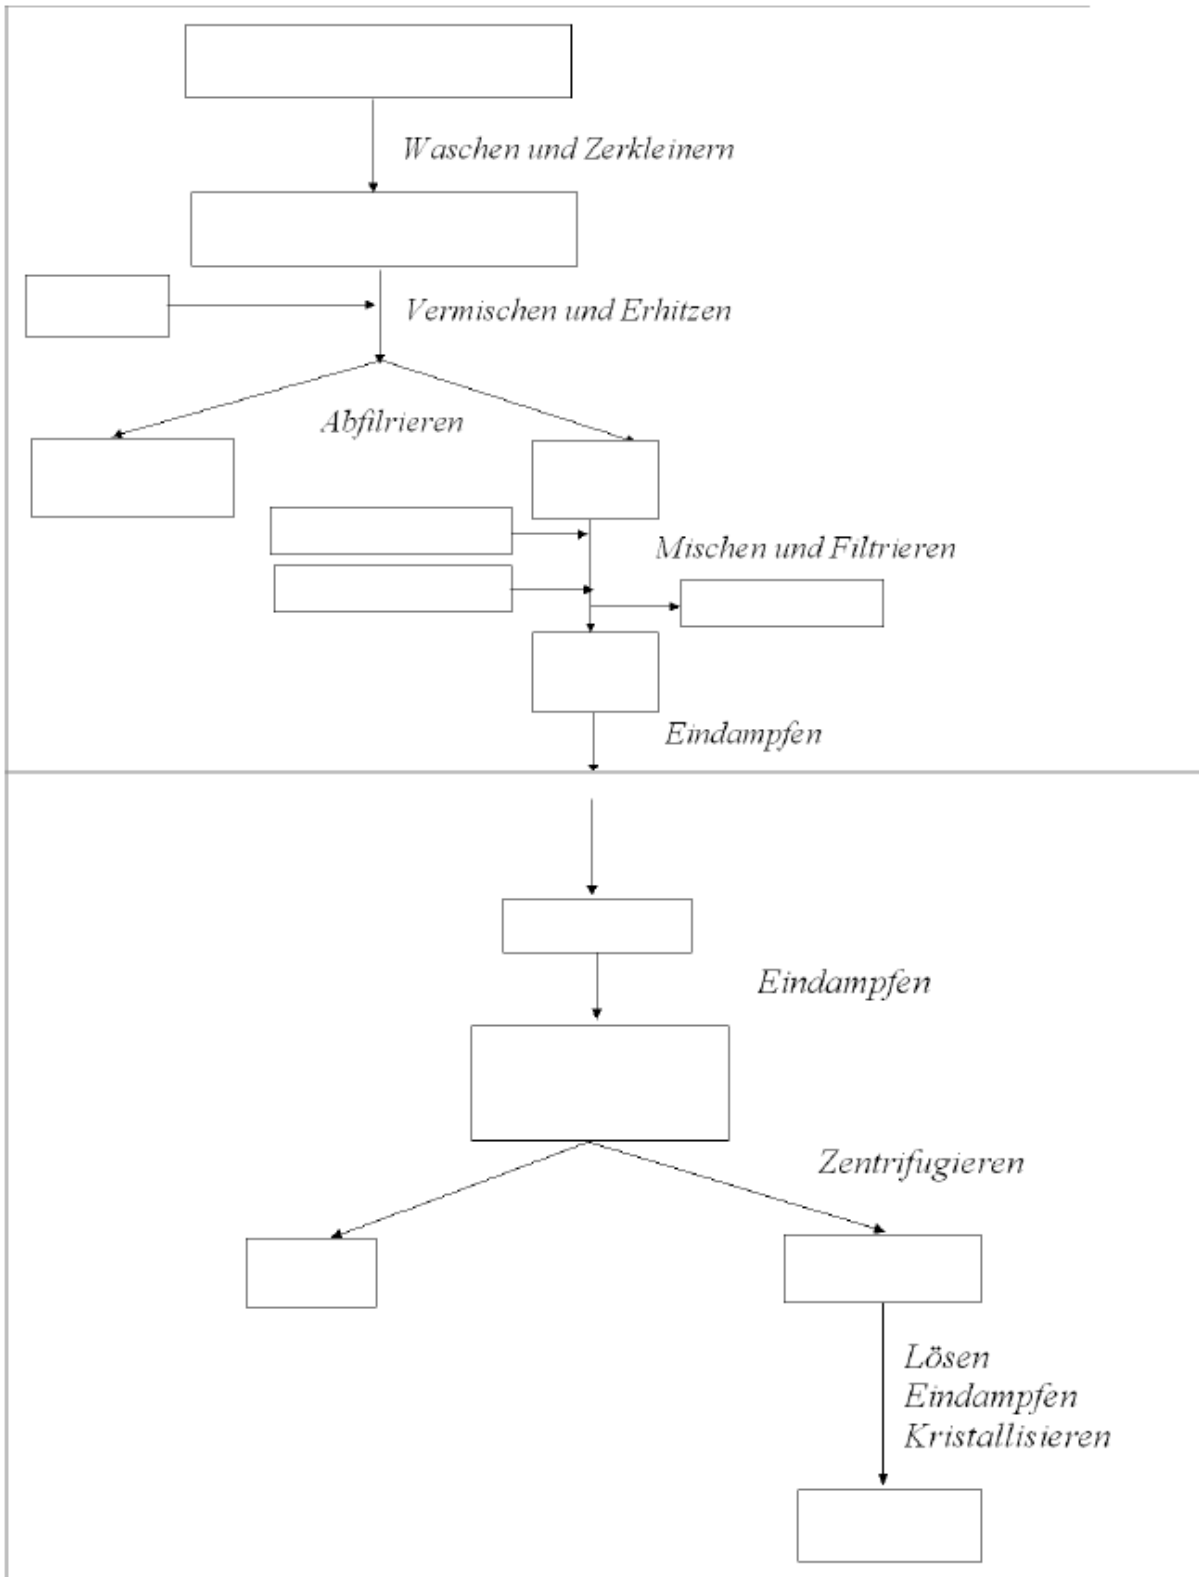 Waschen und Zerkleinern
Vermischen und Erhitzen
Abfilrieren
Mischen und Filtrieren
Eindampfen
Eindampfen
Zentrifugieren
Lösen
Eindampfen
Kristallisieren